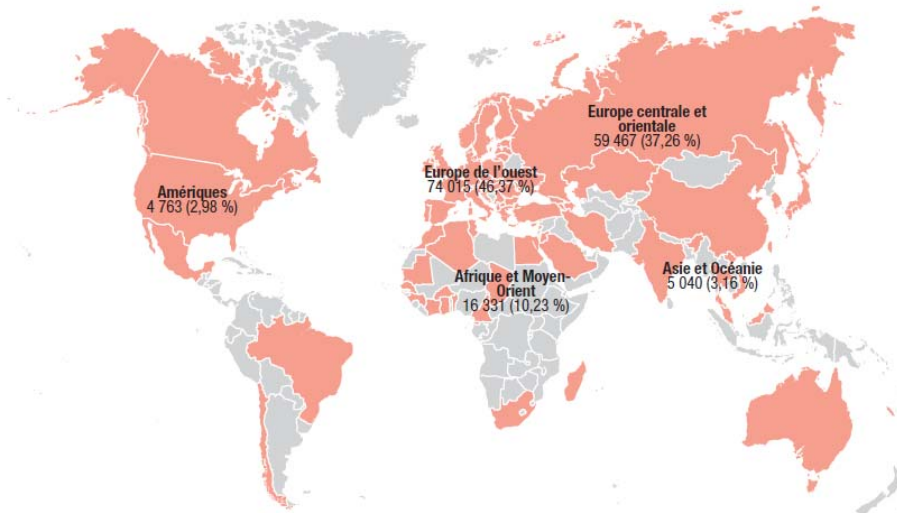 Europe centrale et
orientale
59 467 (37,26 %)
Europe de l'ouest
74 015 (46,37 %)
Amériques
4 763 (2,98 %)
Asie et Océanie
5 040 (3,16 %)
Afrique et Moyen-
Orient
16 331 (10,23 %)